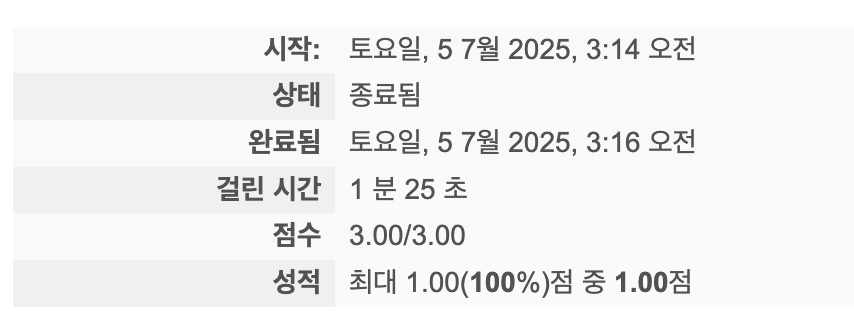 시작: 토요일, 5 7월 2025, 3:14 오전
상태 종료됨
완료됨 토요일, 5 7월 2025, 3:16 오전
걸린 시간 1 분 25 초
점수 3.00/3.00
성적 최대 1.00(100%)점 중 1.00점